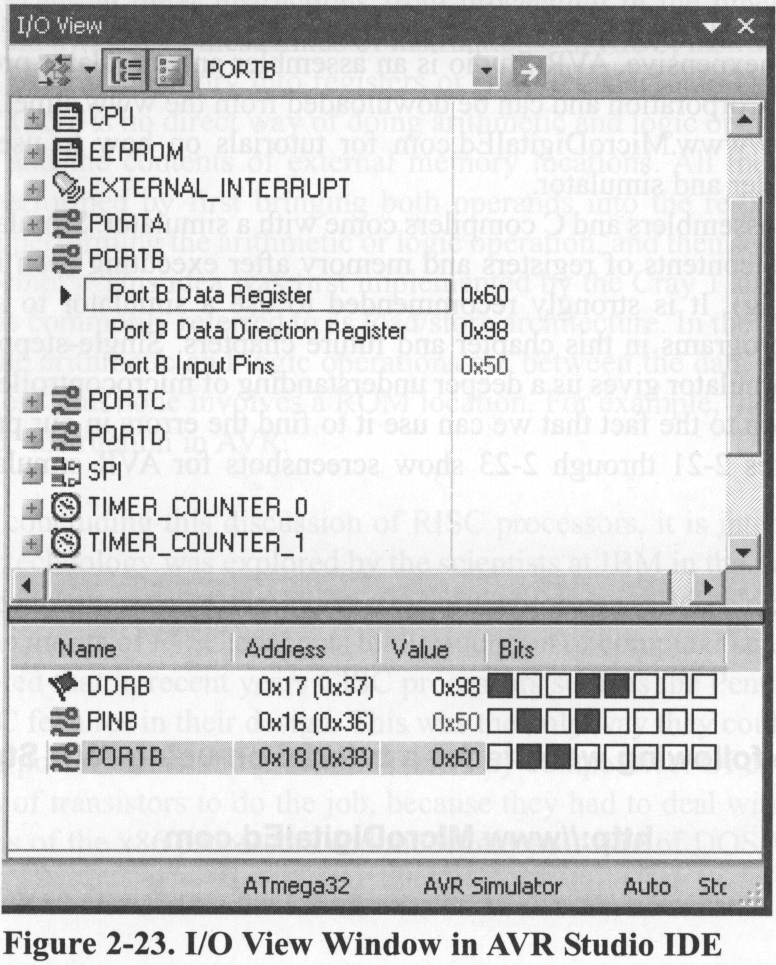 I/O View
PORTB
CPU
EEPROM
EXTERNAL_INTERRUPT
PORTA
PORTB
Port B Data Register 0x60
Port B Data Direction Register 0x98
Port B Input Pins 0x50
PORTC
PORTD
SPI
TIMER_COUNTER_0
TIMER_COUNTER_1
Name Address Value Bits
DDRB 0x17 (0x37) 0x98
PINB 0x16 (0x36) 0x50
PORTB 0x18 (0x38) 0x60
ATmega32 AVR Simulator Auto Stc
Figure 2-23. I/O View Window in AVR Studio IDE